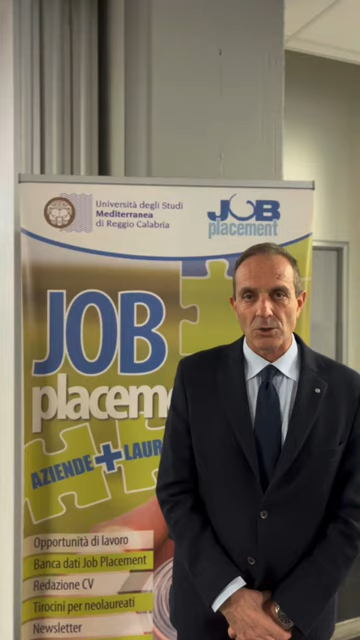 Università degli Studi
Mediterranea
di Reggio Calabria
JOB
placement
JOB
placem
AZIENDE + LAUR
Opportunità di lavoro
Banca dati Job Placement
Redazione CV
Tirocini per neolaureati
Newsletter